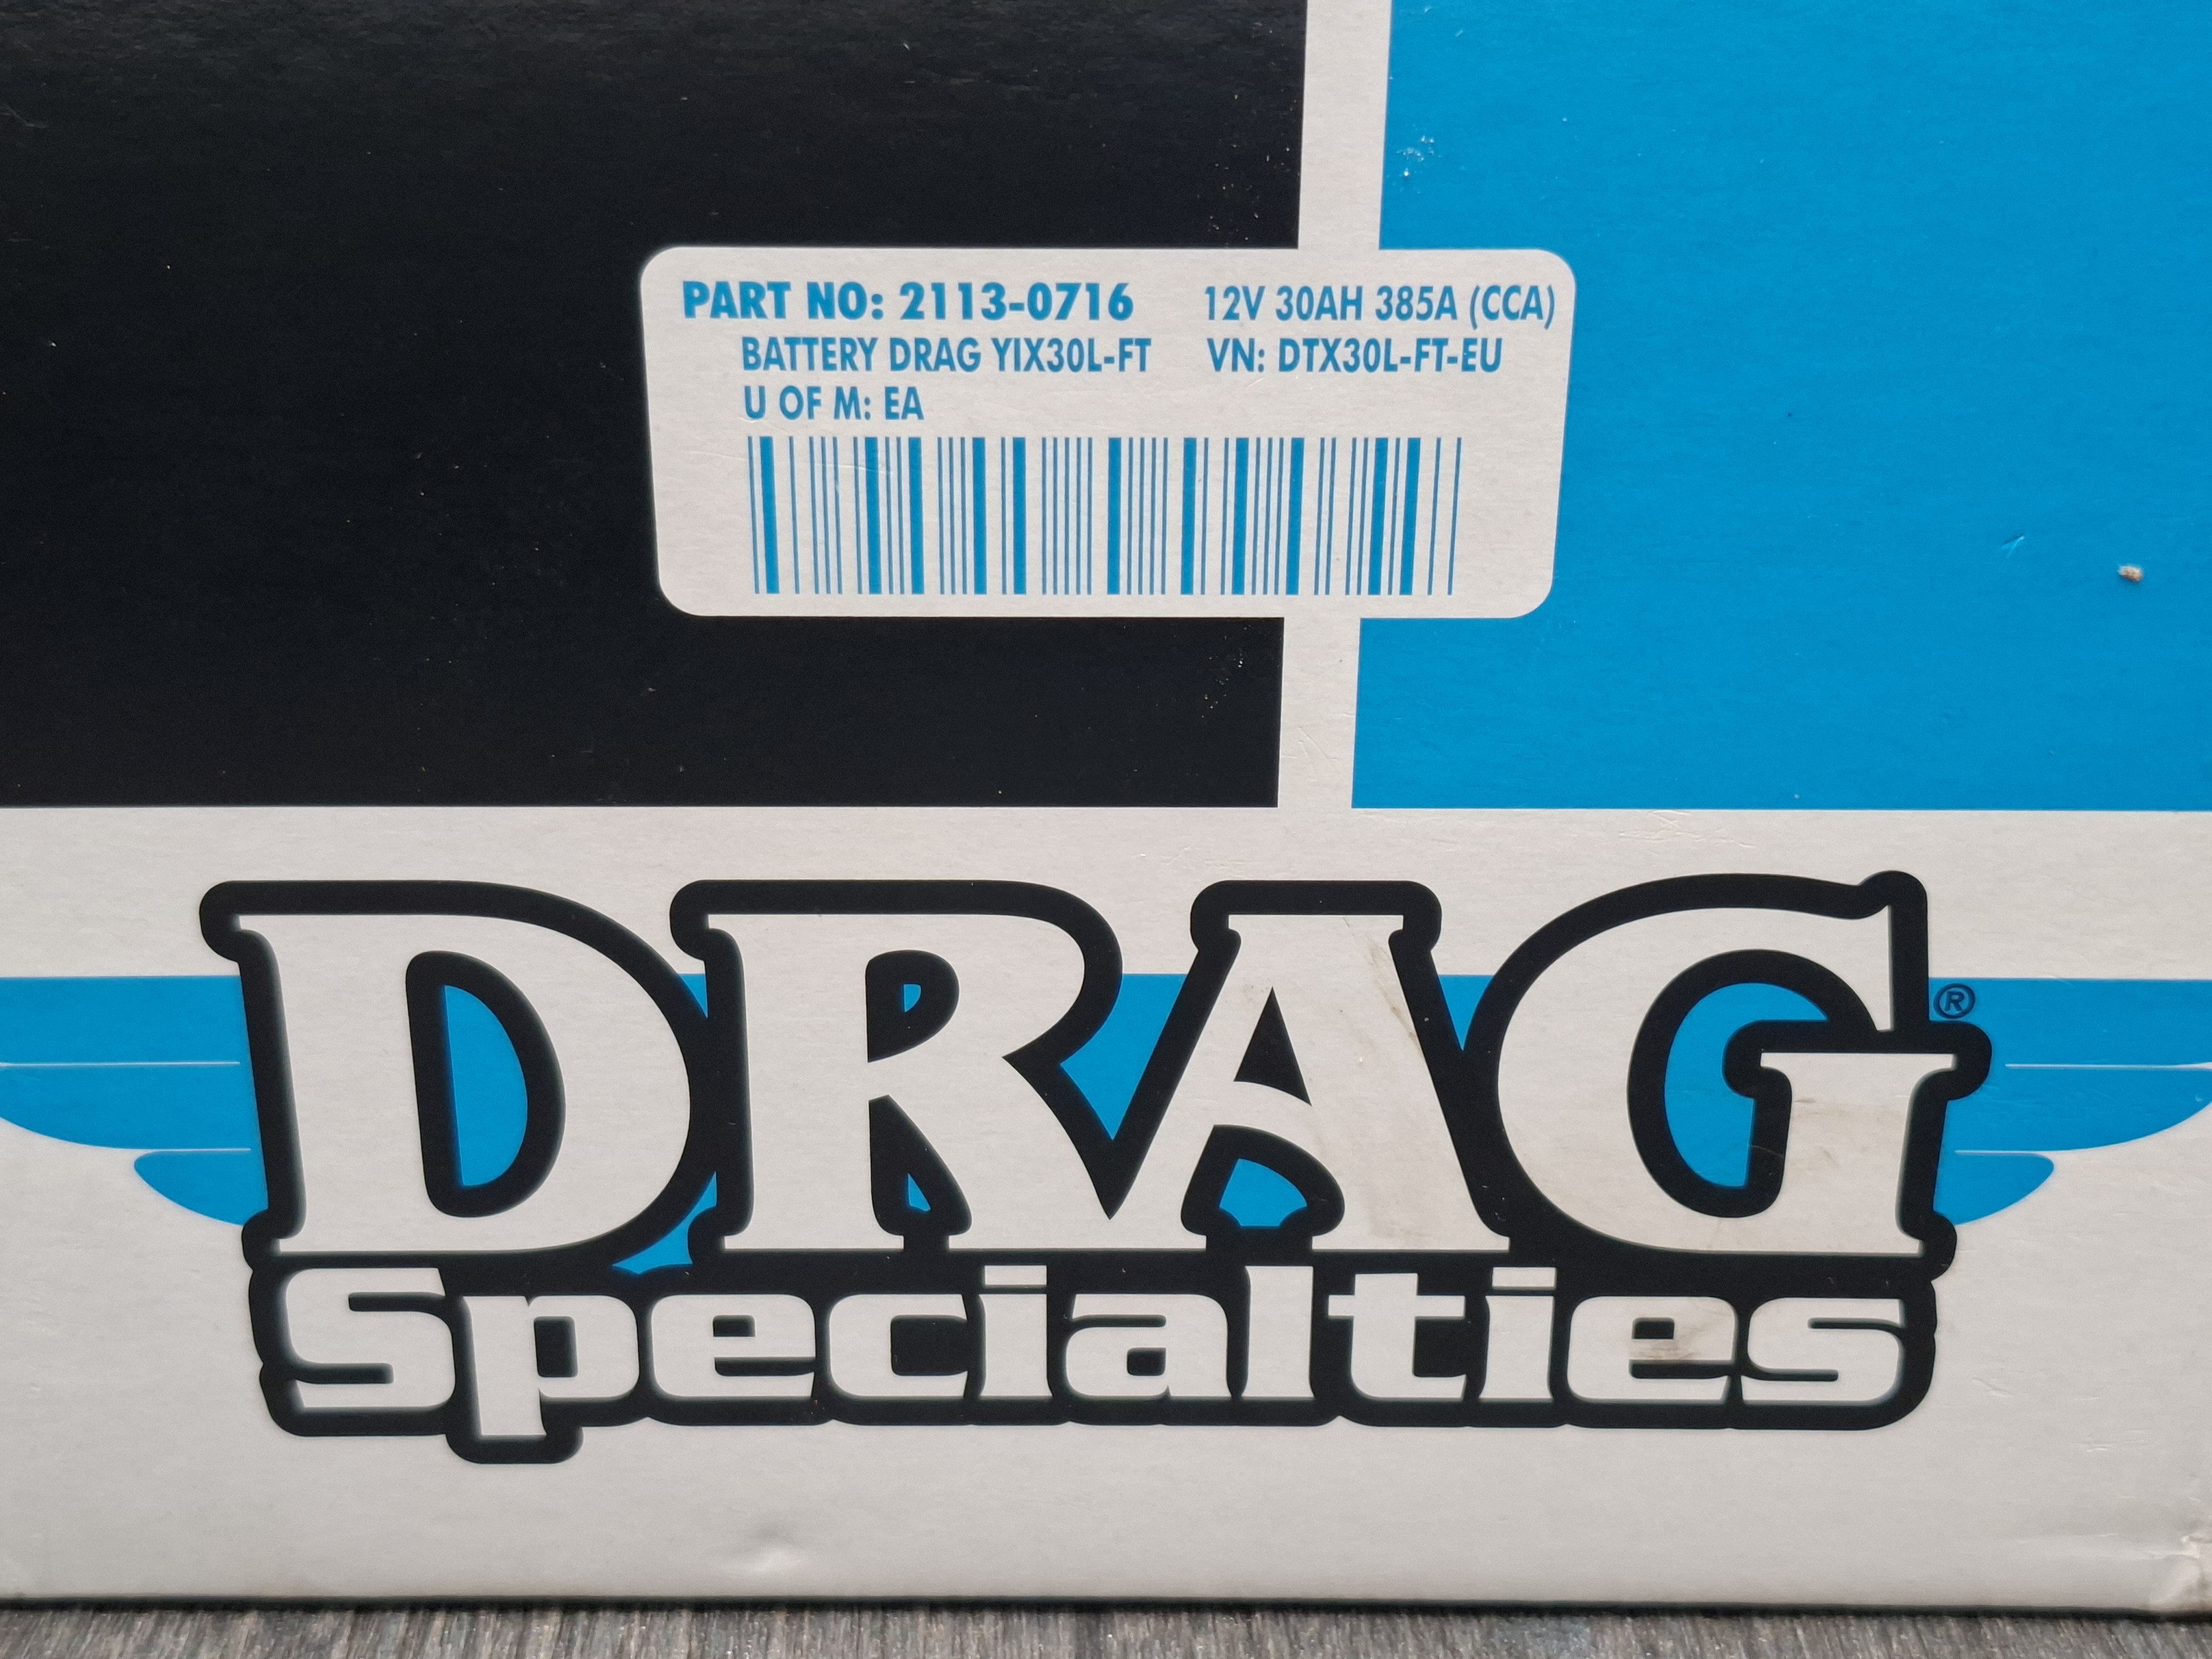 PART NO: 2113-0716 12V 30AH 385A (CCA)
BATTERY DRAG YIX30L-FT VN: DTX30L-FT-EU
U OF M: EA
DRAG®
Specialties